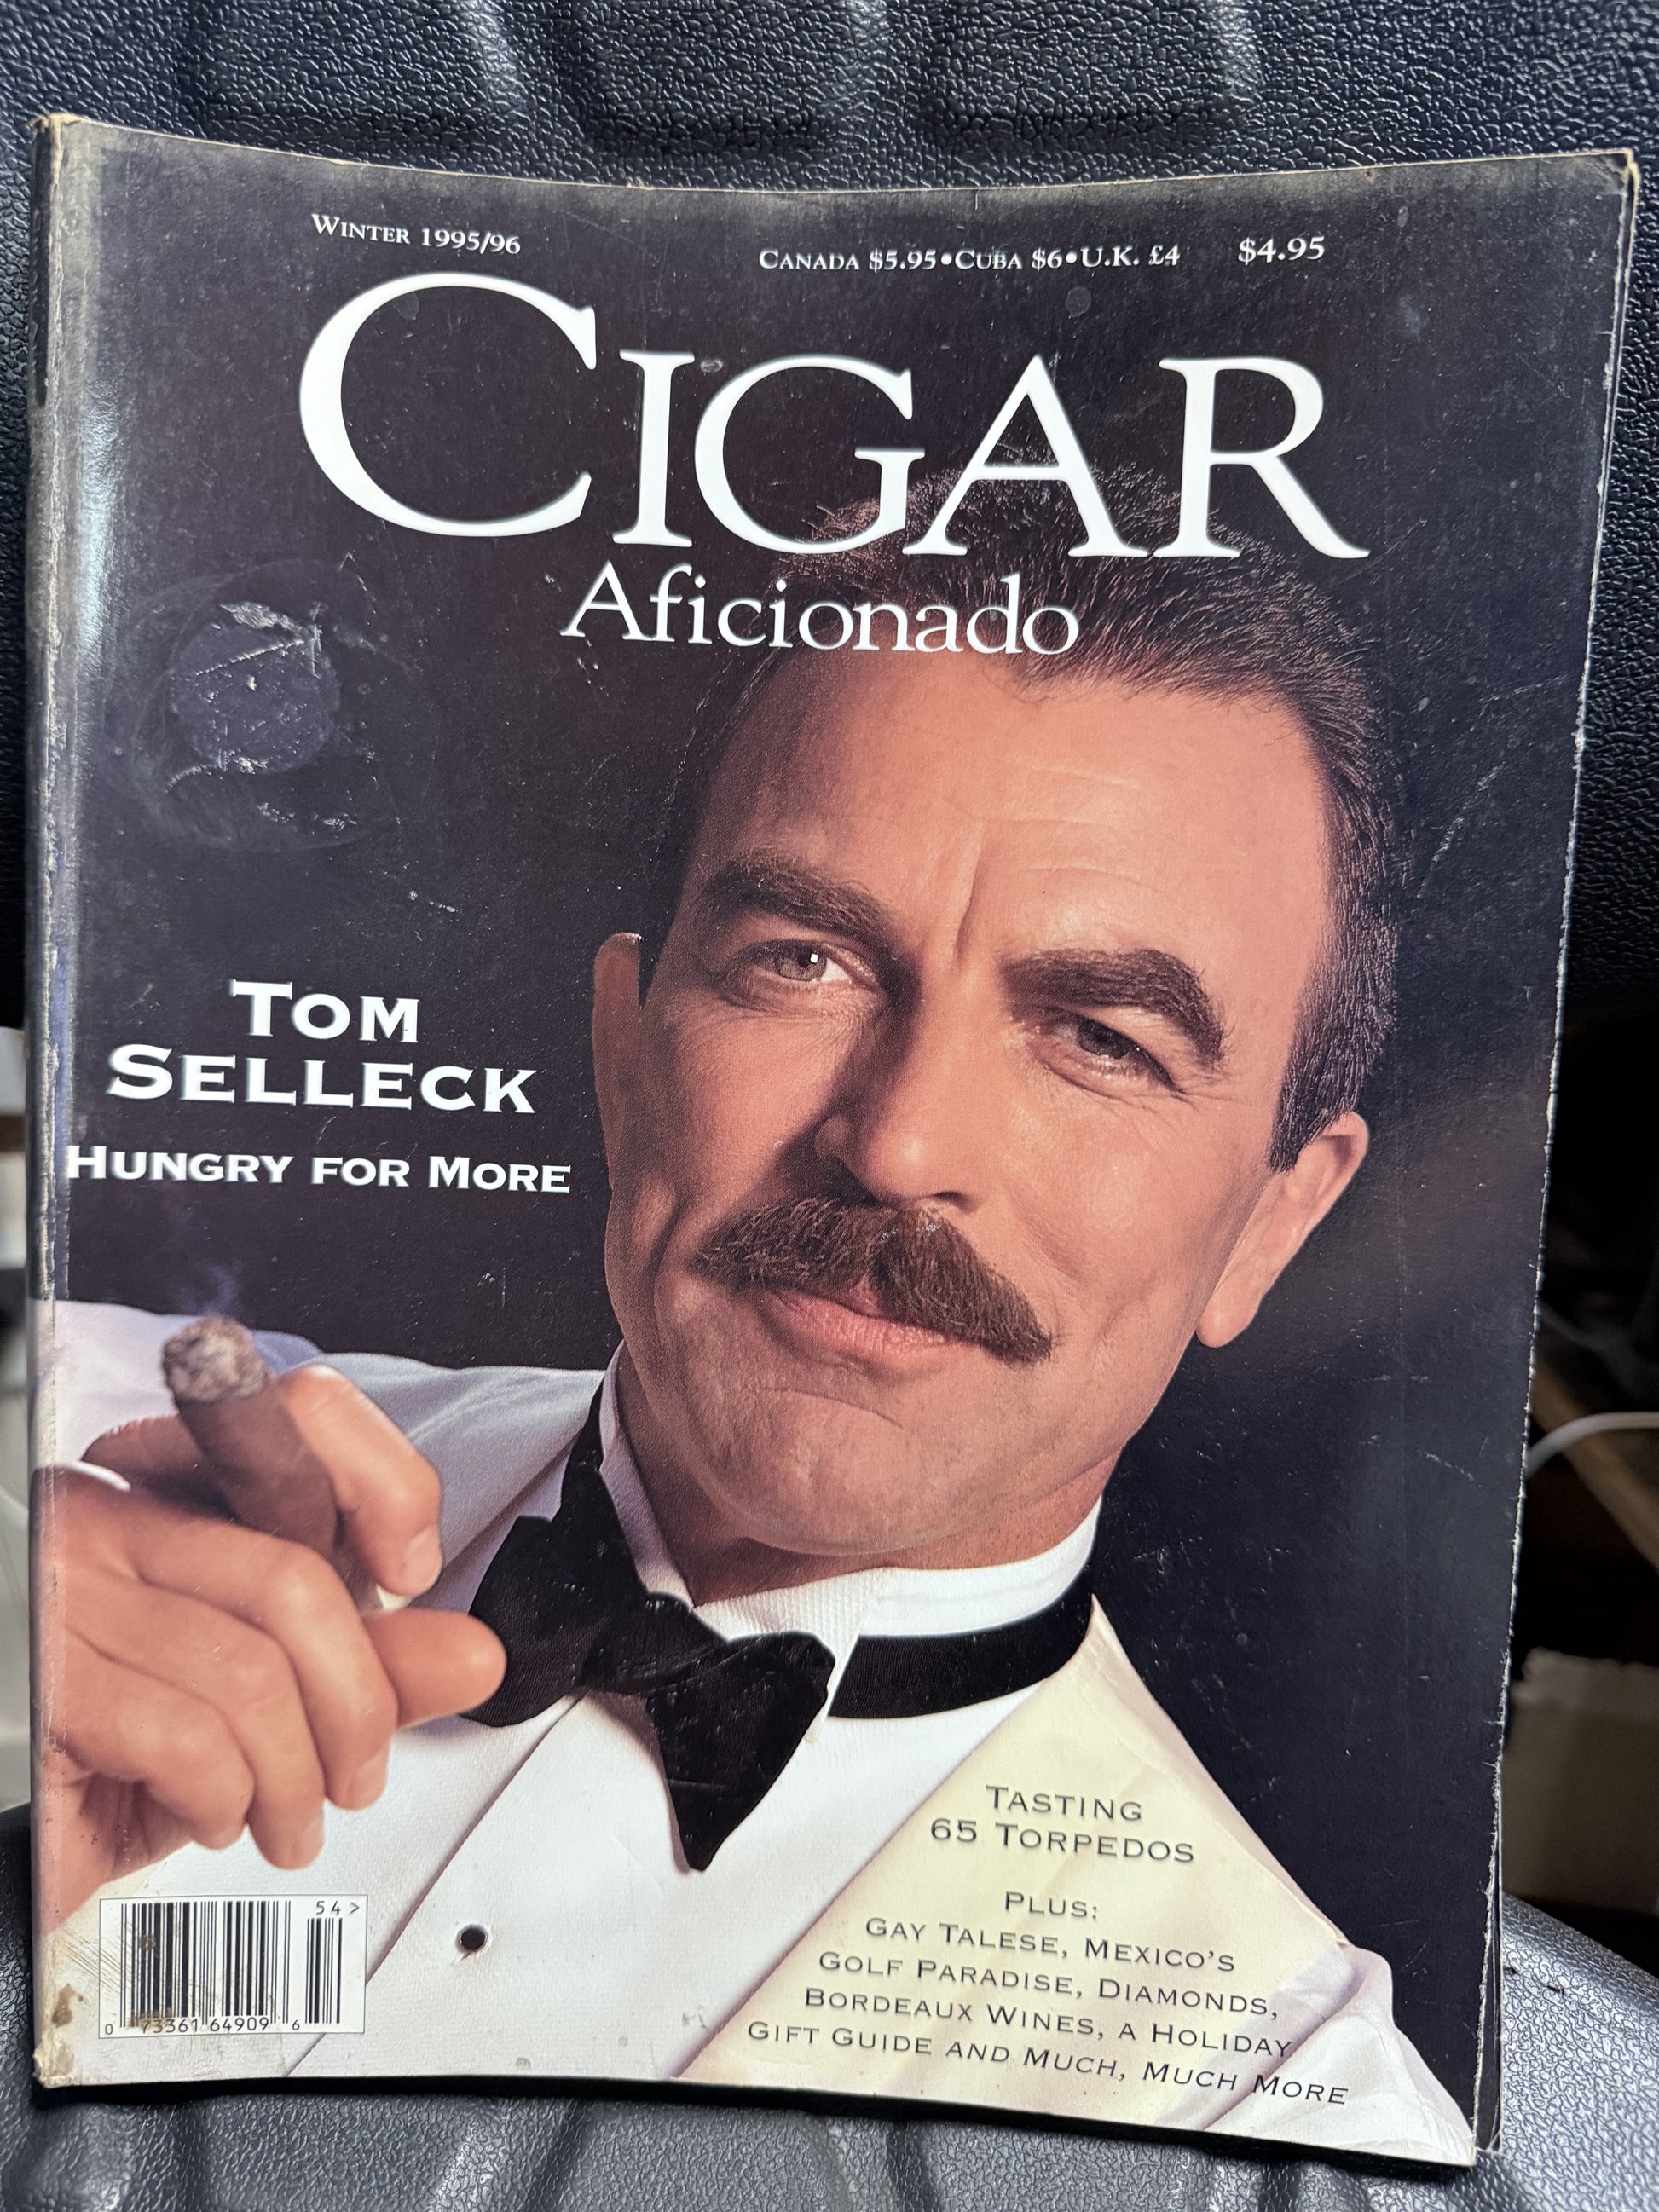 WINTER 1995/96
CANADA $5.95•CUBA $6•U.K. £4 $4.95
CIGAR
Aficionado
TOM
SELLECK
HUNGRY FOR MORE
TASTING
65 TORPEDOS
PLUS:
GAY TALESE, MEXICO'S
GOLF PARADISE, DIAMONDS,
BORDEAUX WINES, A HOLIDAY
GIFT GUIDE AND MUCH, MUCH MORE
54>
0 73361 64909 6